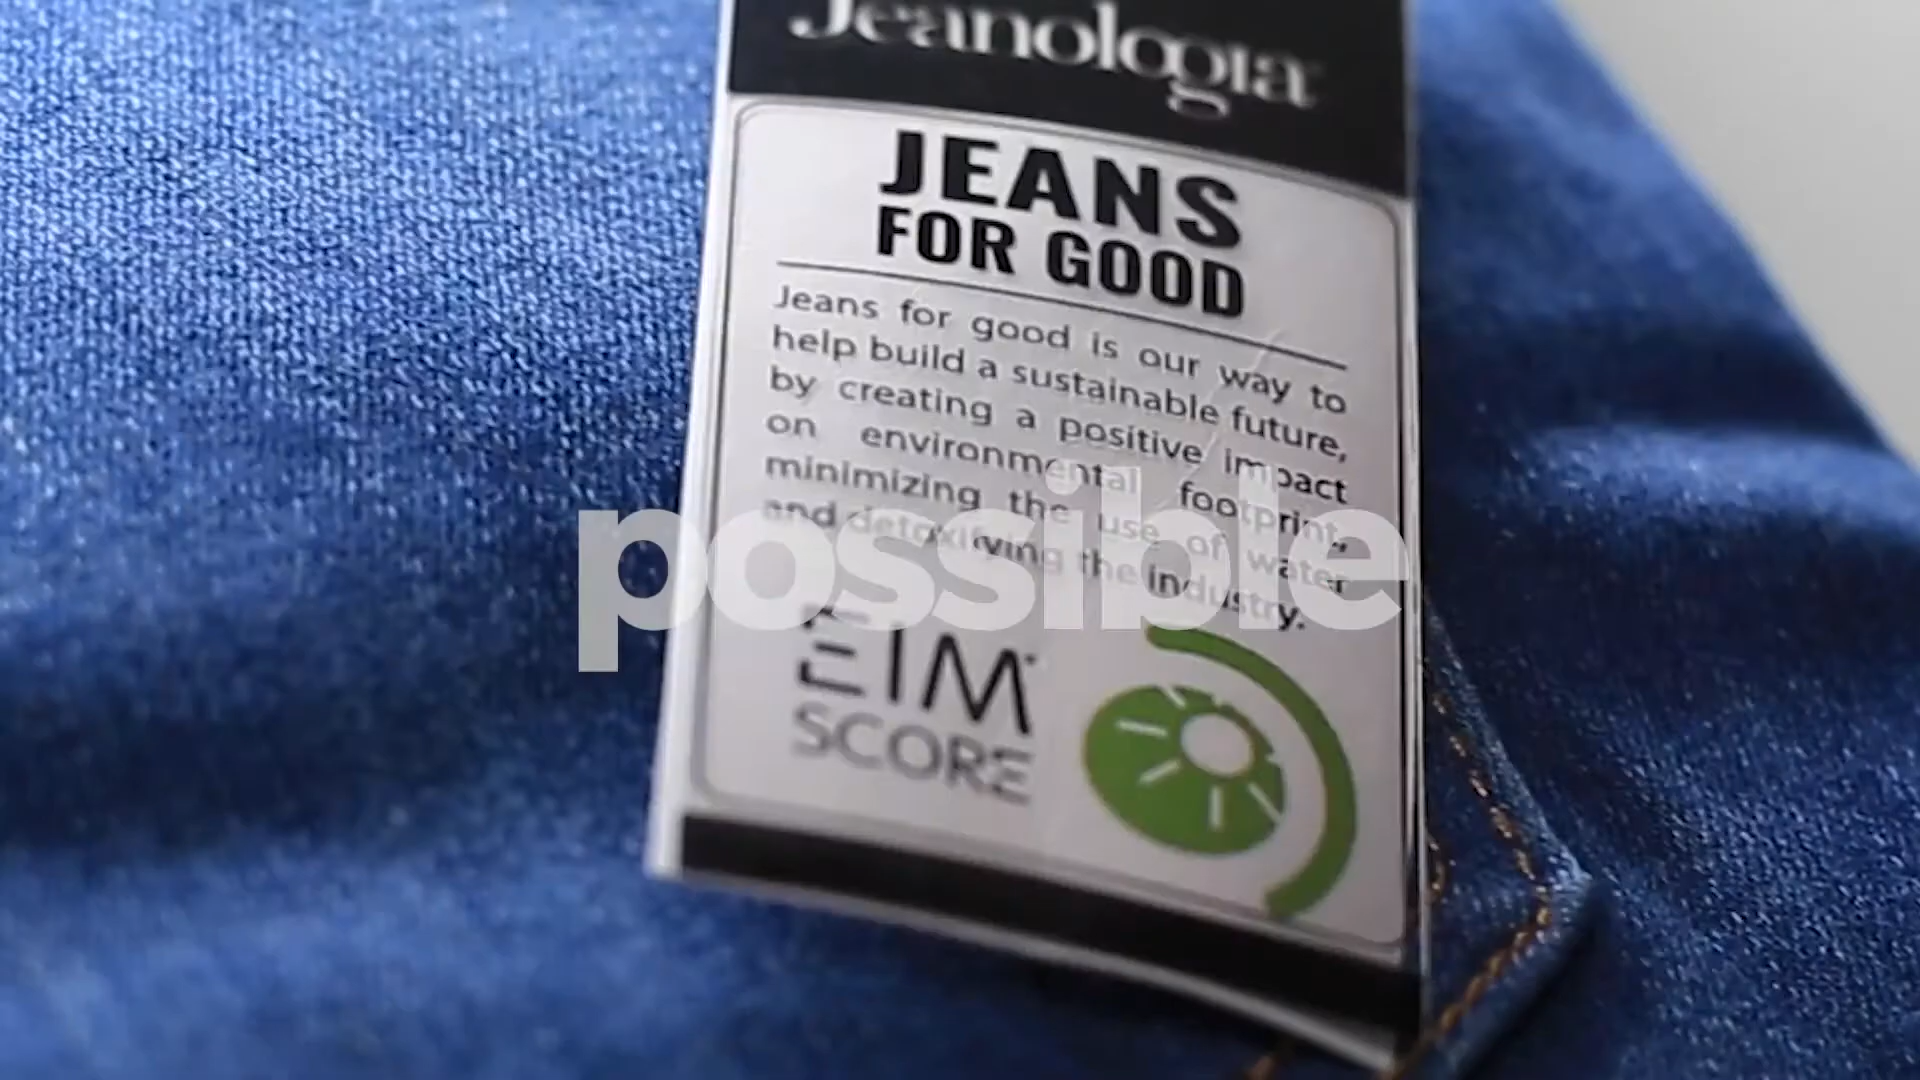 Jeanologia
JEANS
FOR GOOD
Jeans for good is our way to
help build a sustainable future,
by creating a positive impact
on environmental footprint,
minimizing the use of water
and detoxifying the industry.
possible
EIM
SCORE